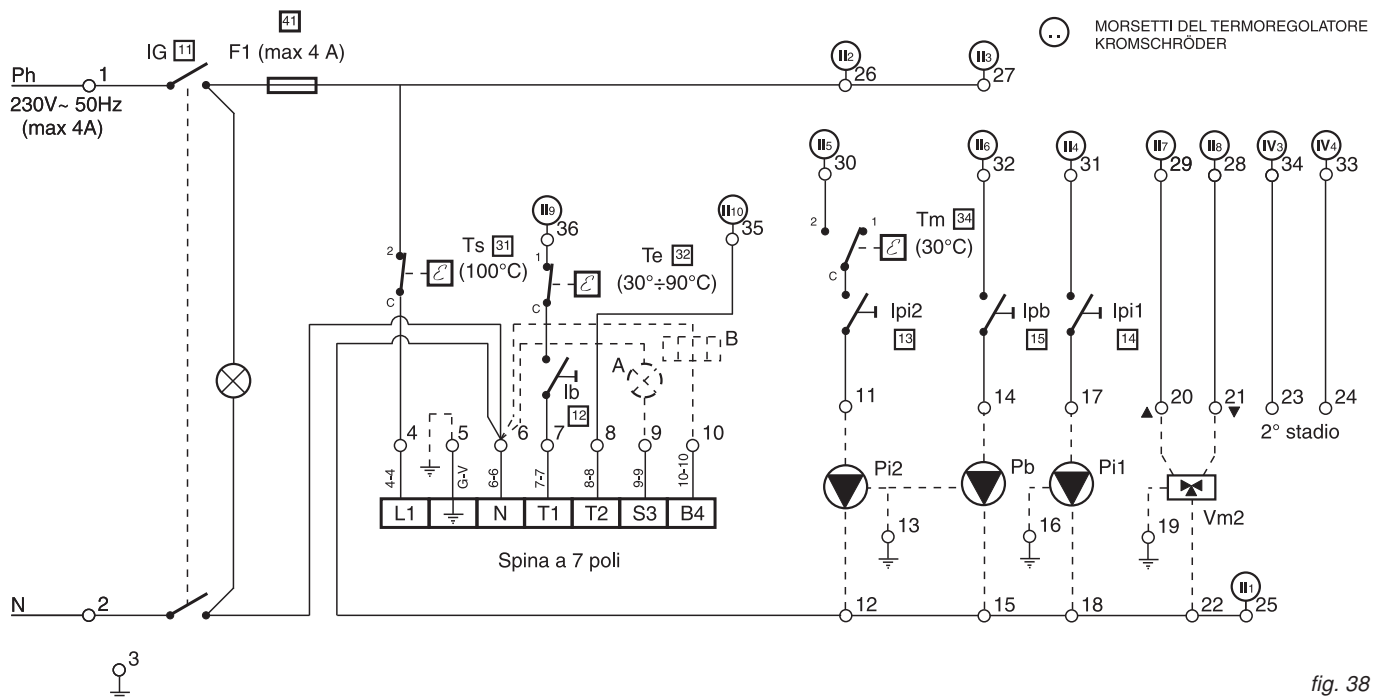 41
IG 11
F1 (max 4 A)
II2
II3
.. MORSETTI DEL TERMOREGOLATORE
KROMSCHRÖDER
Ph
1
26
27
230V~ 50Hz
(max 4A)
II5
II6
II4
II7
II8
IV3
IV4
30
32
31
29
28
34
33
II9
II10
36
35
2
1
Tm 34
(30°C)
C
2
Ts 31
(100°C)
C
1
Te 32
(30°÷90°C)
C
Ipi2
13
Ipb
15
Ipi1
14
B
A
Ib
12
11
14
17
20
21
23
24
2° stadio
4
5
6
7
8
9
10
4-4
G-V
6-6
7-7
8-8
9-9
10-10
L1
N
T1
T2
S3
B4
Spina a 7 poli
Pi2
Pb
Pi1
Vm2
13
16
19
N
2
12
15
18
22
II1
25
3
fig. 38